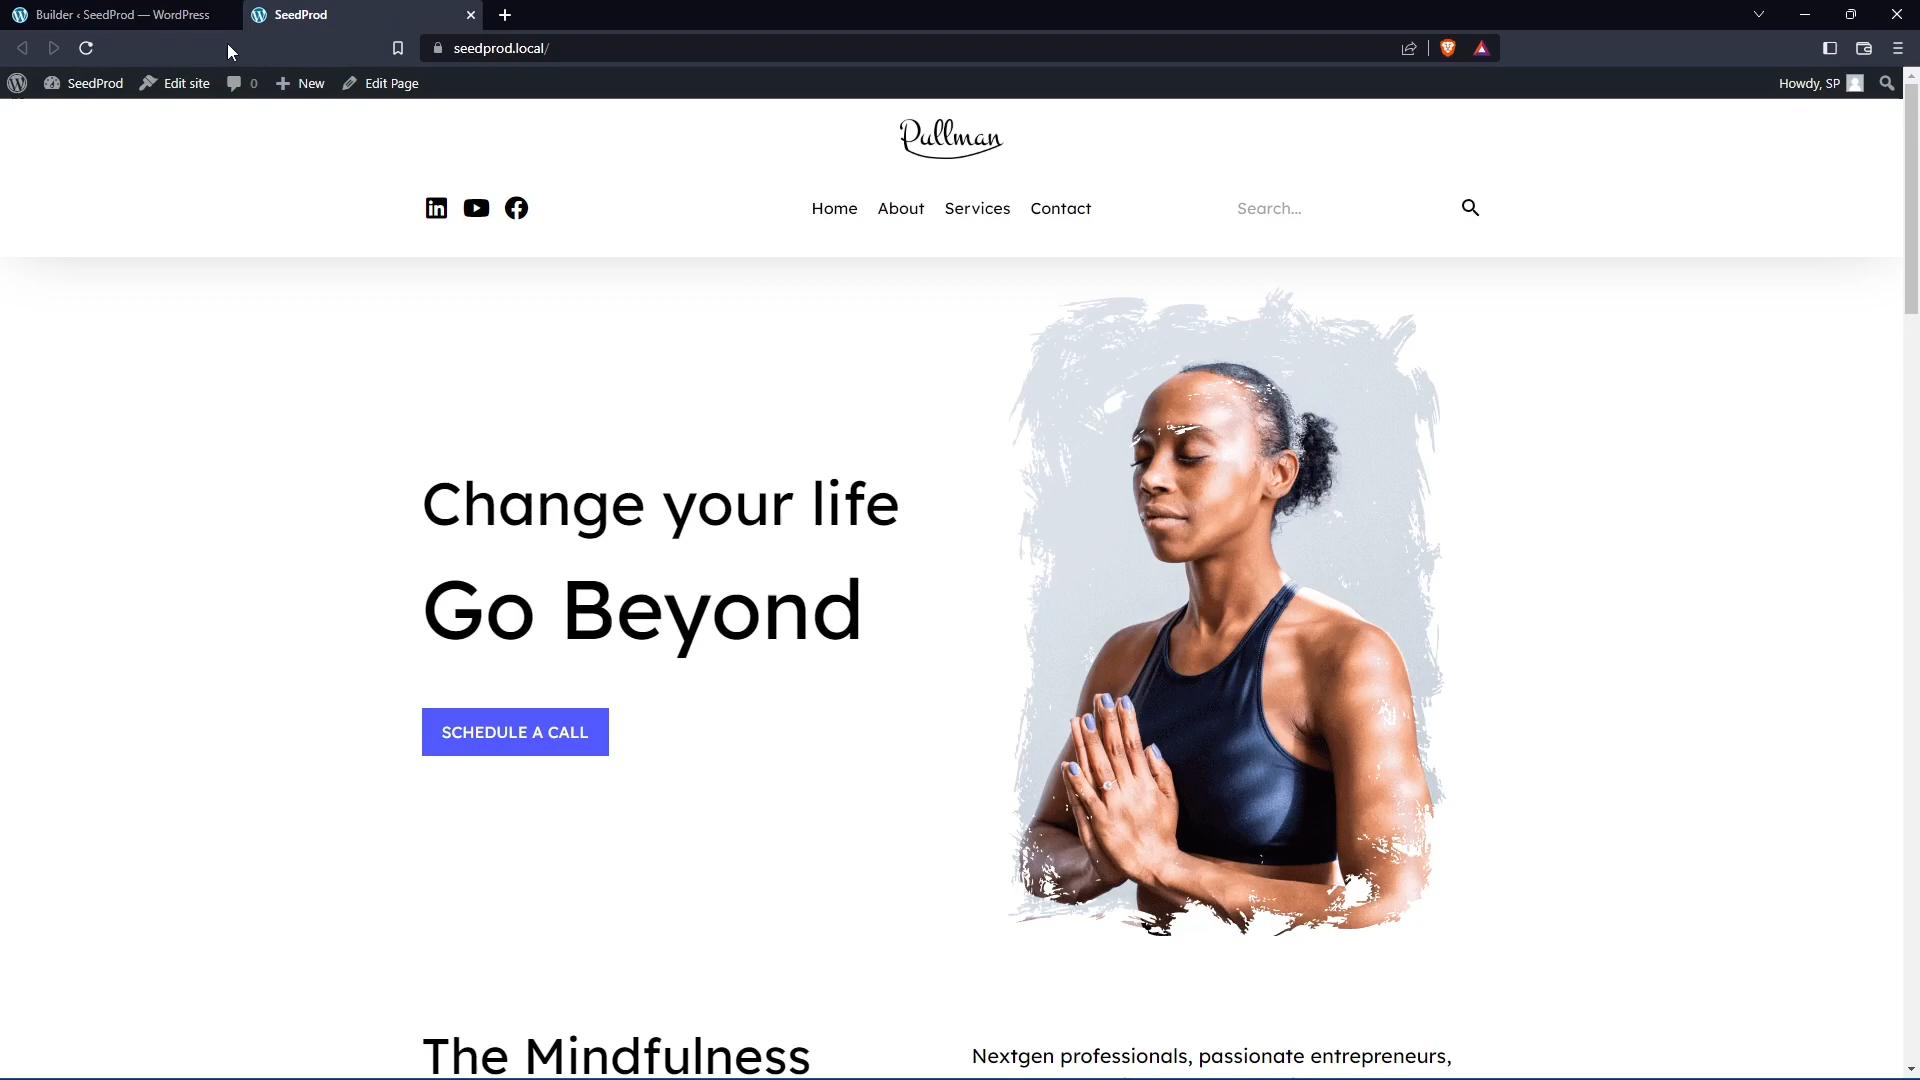 Builder ‹ SeedProd — WordPress
SeedProd
seedprod.local/
SeedProd
Edit site
0
New
Edit Page
Howdy, SP
Pullman
Home
About
Services
Contact
Search...
Change your life
Go Beyond
SCHEDULE A CALL
The Mindfulness
Nextgen professionals, passionate entrepreneurs,